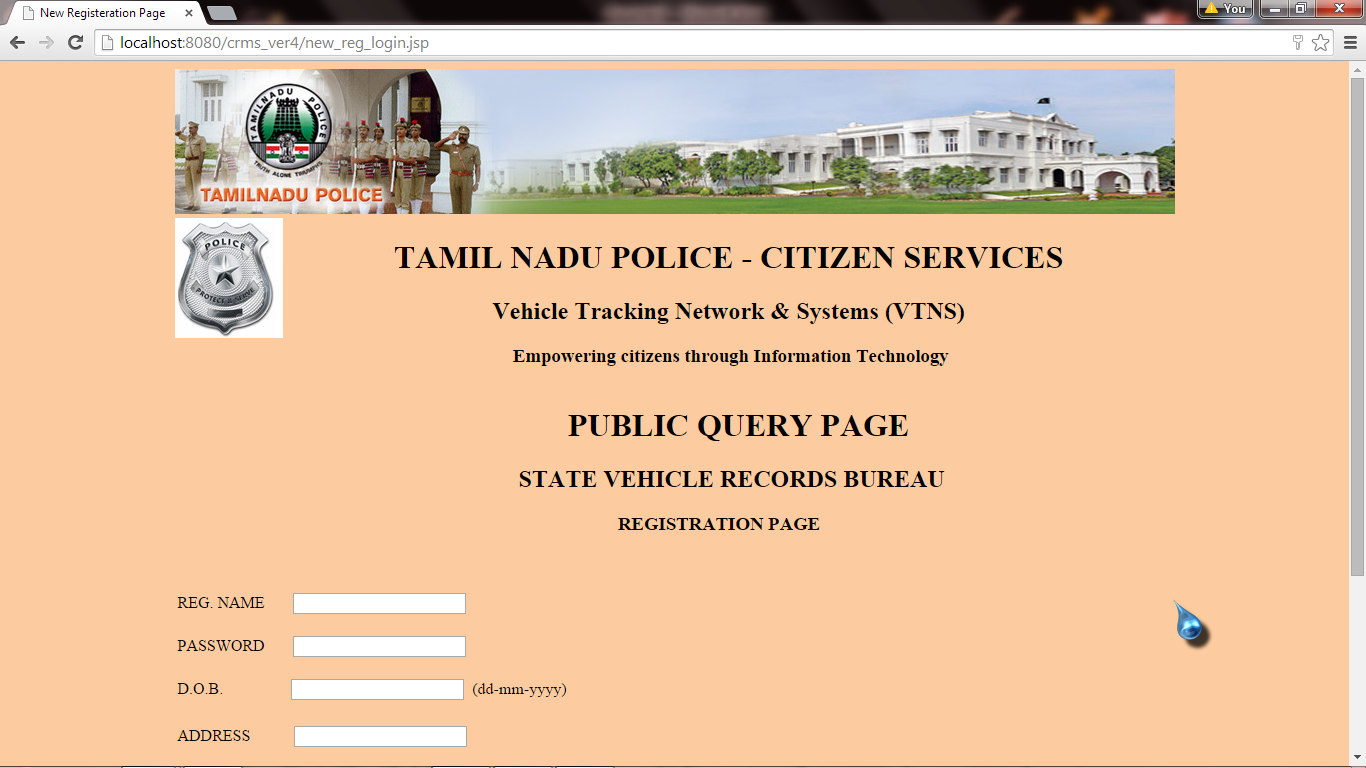 New Registeration Page
You
localhost:8080/crms_ver4/new_reg_login.jsp
TAMILNADU POLICE
TRUTH ALONE TRIUMPHS
TAMILNADU POLICE
POLICE
PROTECT & SERVE
TAMIL NADU POLICE - CITIZEN SERVICES
Vehicle Tracking Network & Systems (VTNS)
Empowering citizens through Information Technology
PUBLIC QUERY PAGE
STATE VEHICLE RECORDS BUREAU
REGISTRATION PAGE
REG. NAME
PASSWORD
D.O.B. (dd-mm-yyyy)
ADDRESS